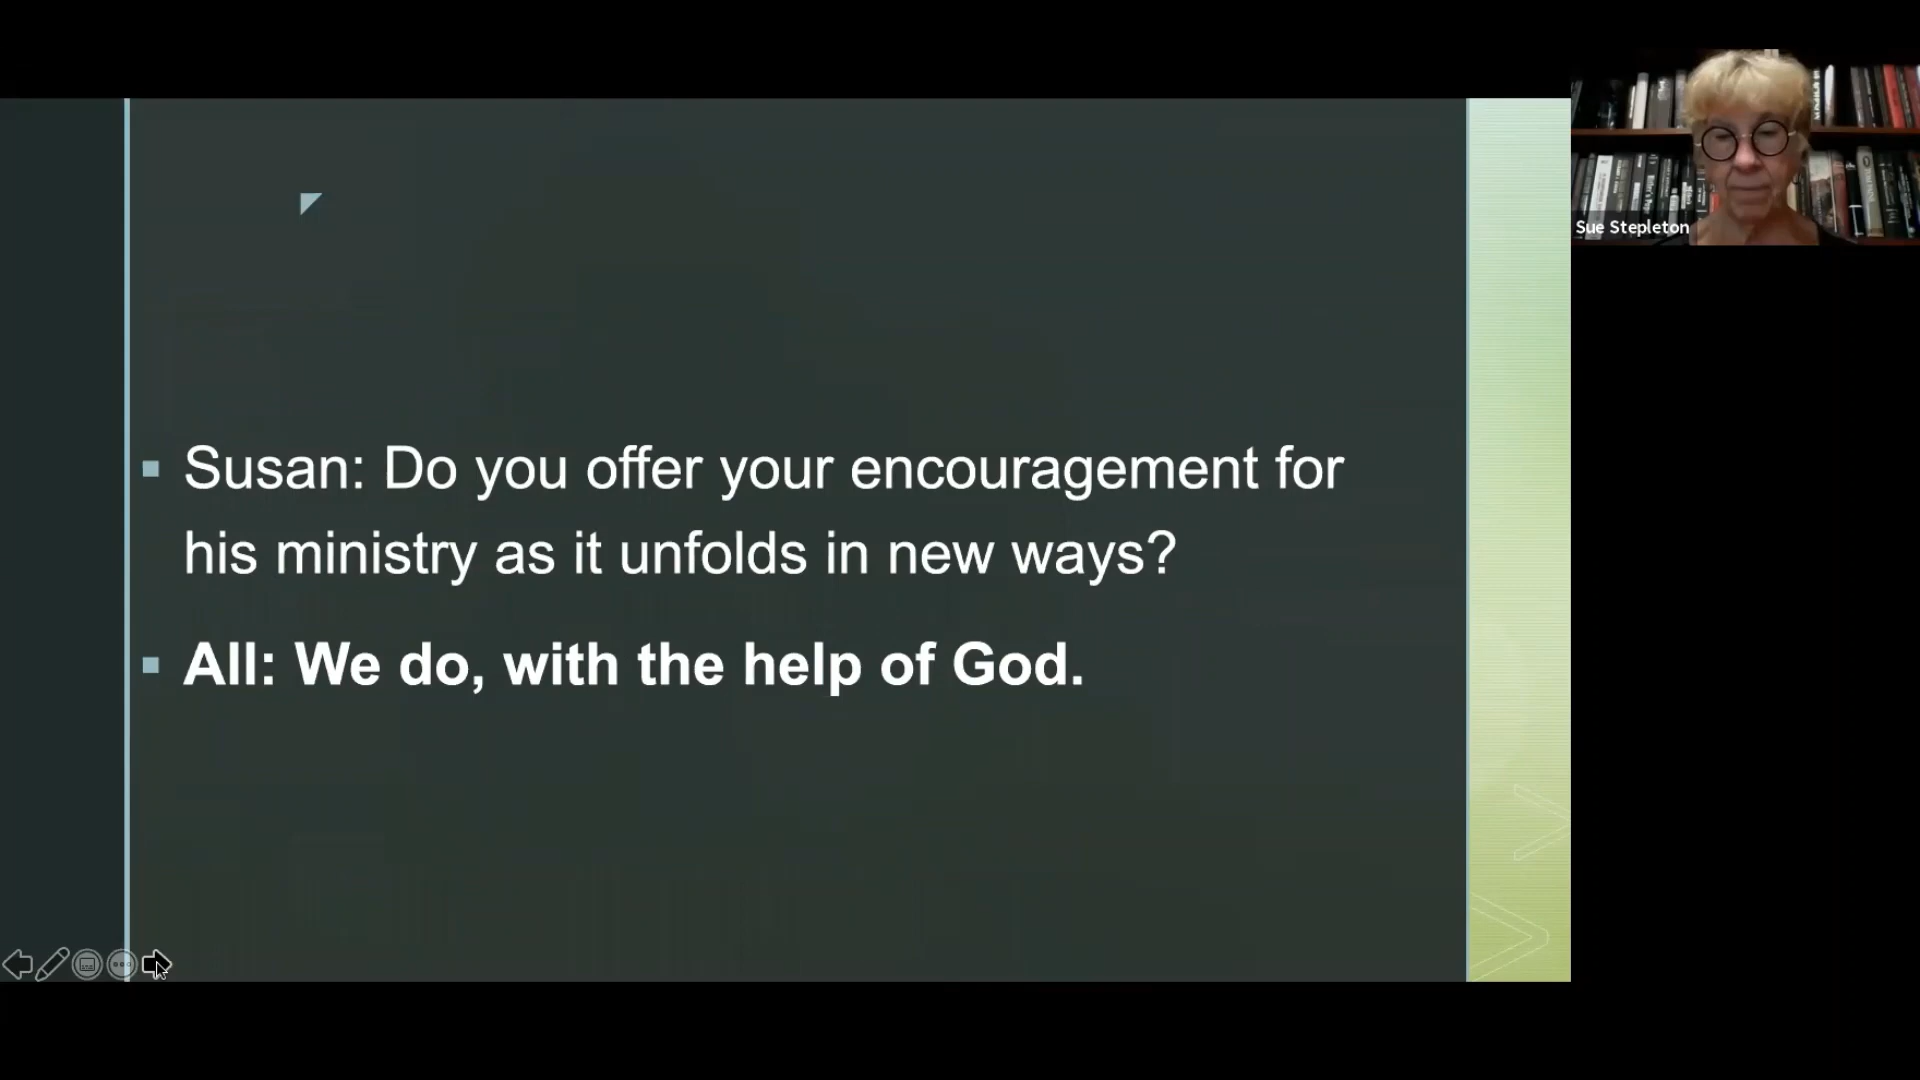 Susan: Do you offer your encouragement for
his ministry as it unfolds in new ways?
All: We do, with the help of God.
Sue Stepleton